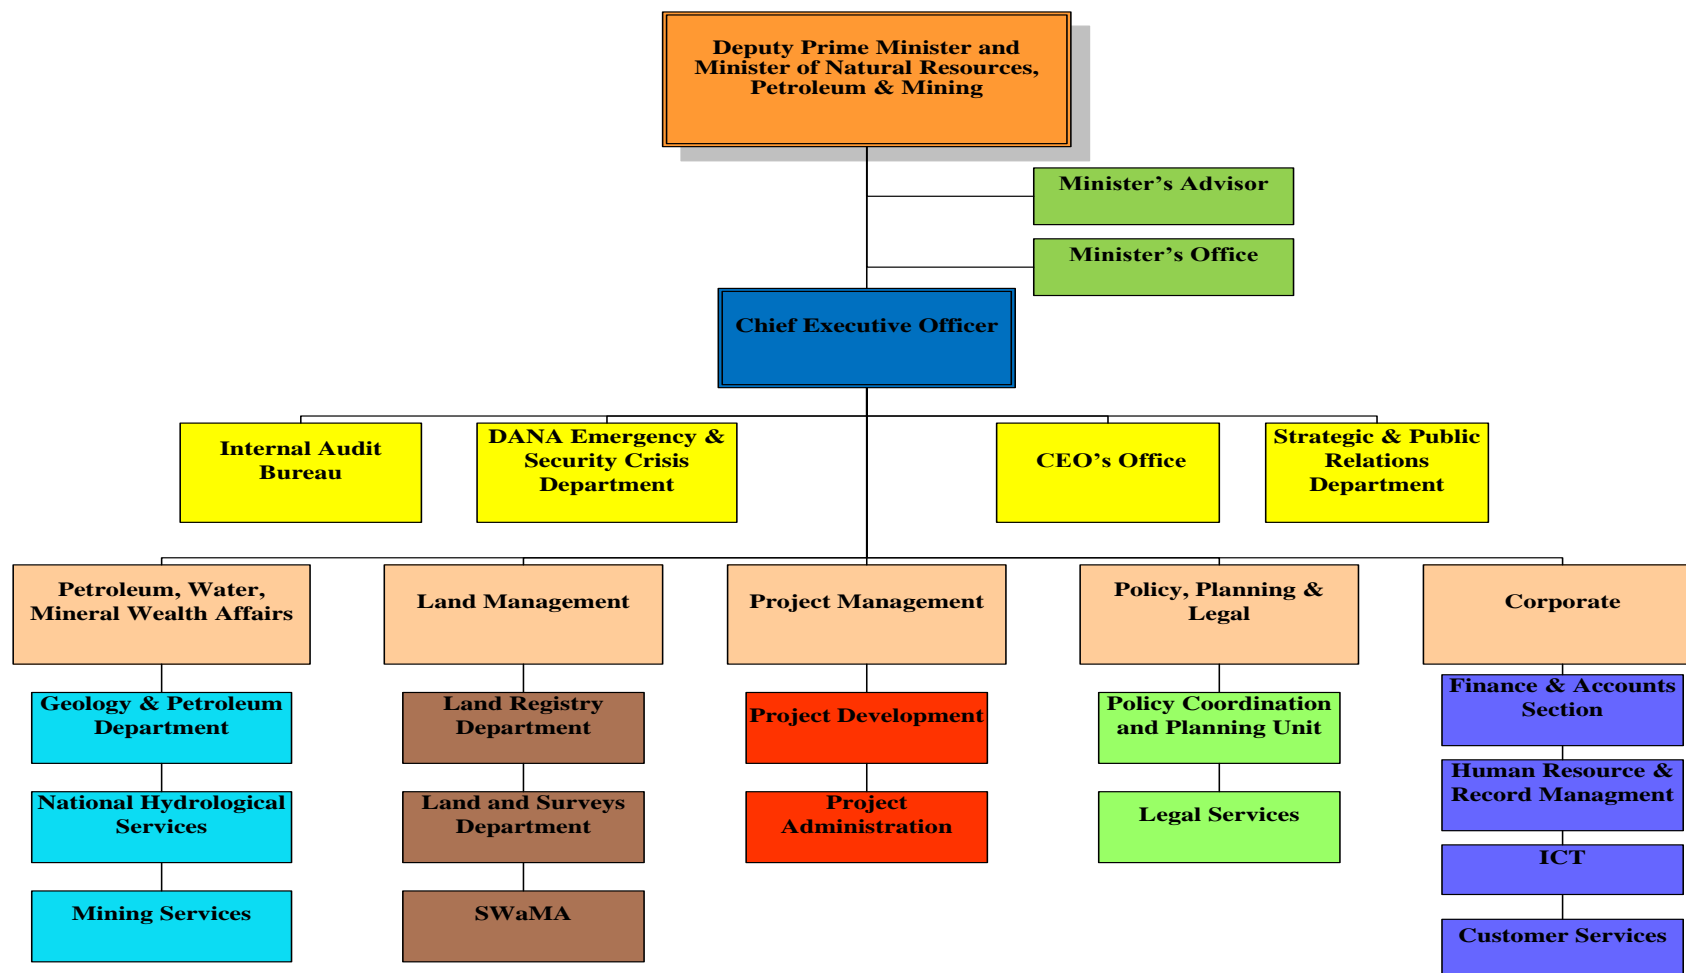 Deputy Prime Minister and
Minister of Natural Resources,
Petroleum & Mining
Minister’s Advisor
Minister’s Office
Chief Executive Officer
Internal Audit
Bureau
DANA Emergency &
Security Crisis
Department
CEO’s Office
Strategic & Public
Relations
Department
Petroleum, Water,
Mineral Wealth Affairs
Land Management
Project Management
Policy, Planning &
Legal
Corporate
Geology & Petroleum
Department
National Hydrological
Services
Mining Services
Land Registry
Department
Land and Surveys
Department
SWaMA
Project Development
Project
Administration
Policy Coordination
and Planning Unit
Legal Services
Finance & Accounts
Section
Human Resource &
Record Managment
ICT
Customer Services